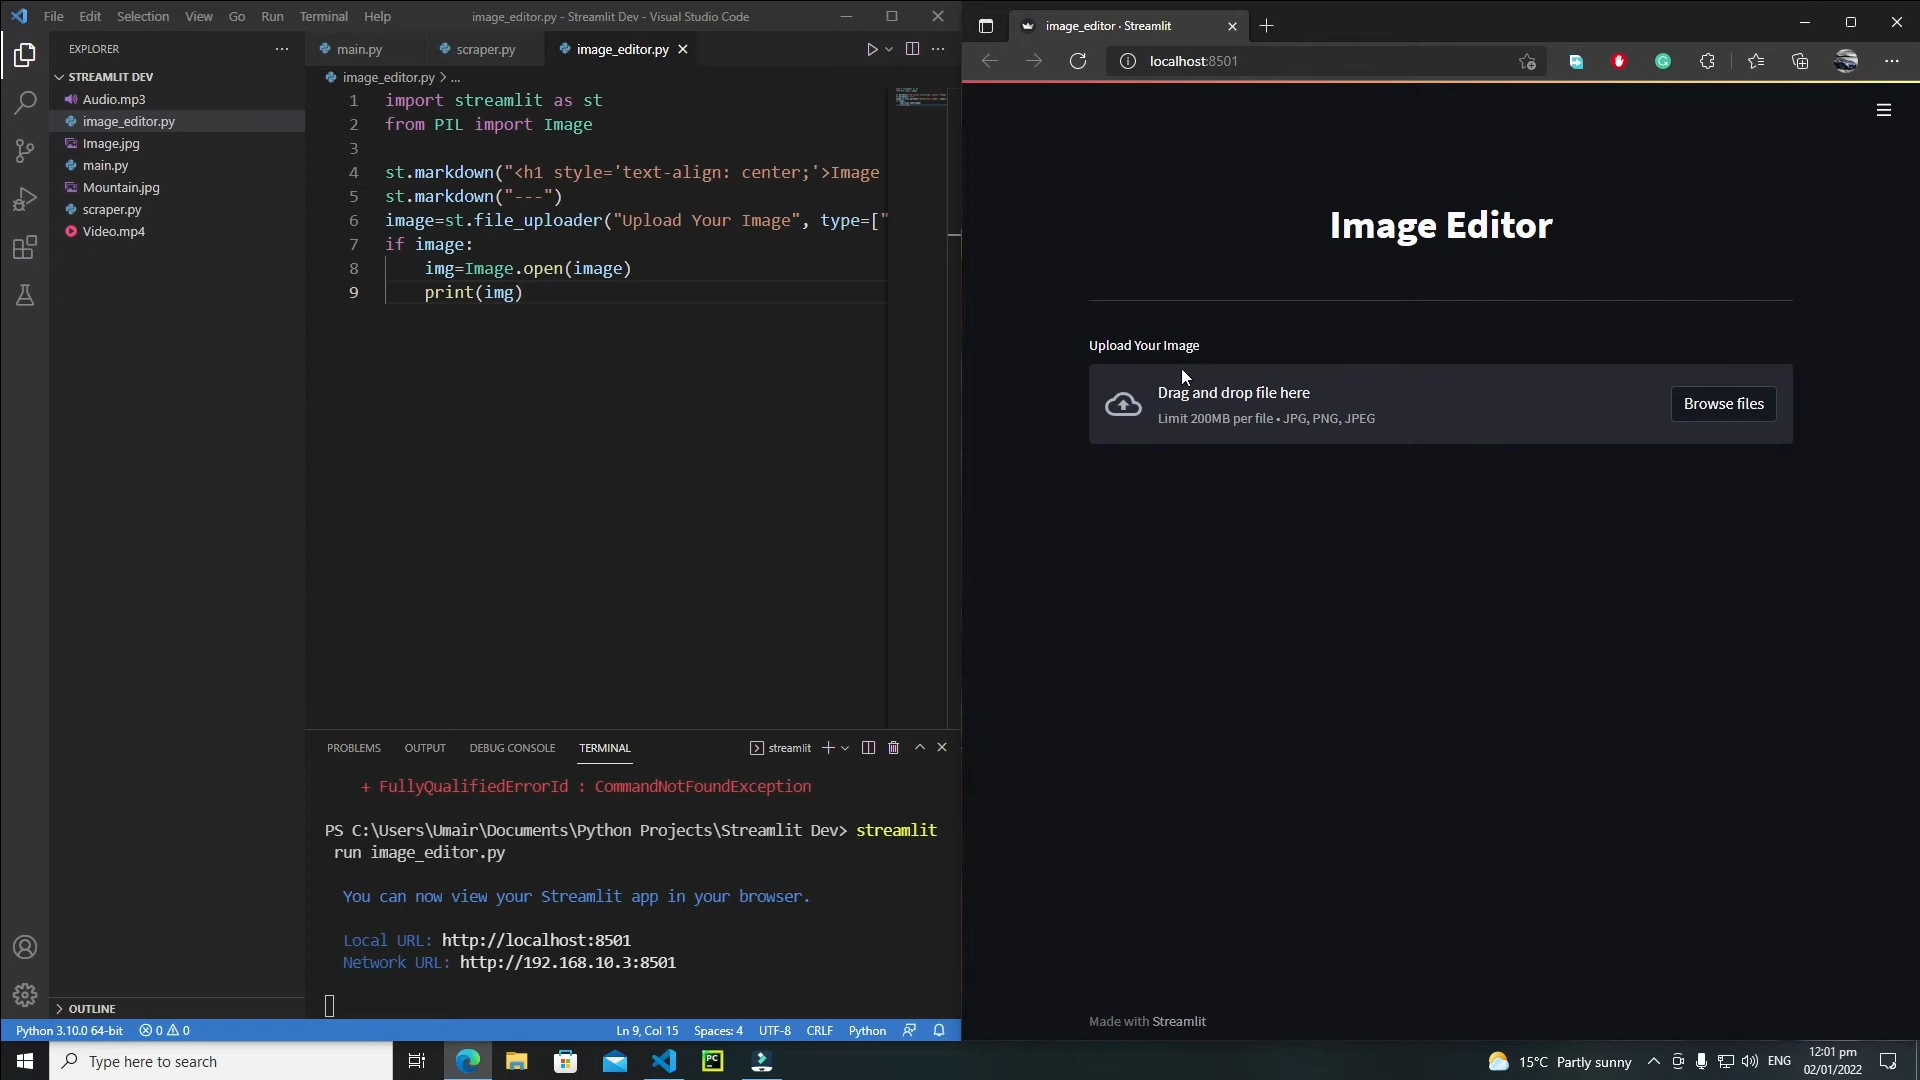 File Edit Selection View Go Run Terminal Help
image_editor.py - Streamlit Dev - Visual Studio Code
EXPLORER
STREAMLIT DEV
Audio.mp3
image_editor.py
Image.jpg
main.py
Mountain.jpg
scraper.py
Video.mp4
OUTLINE
main.py scraper.py image_editor.py
image_editor.py > ...
1 import streamlit as st
2 from PIL import Image
3
4 st.markdown("<h1 style='text-align: center;'>Image
5 st.markdown("---")
6 image=st.file_uploader("Upload Your Image", type=["
7 if image:
8 img=Image.open(image)
9 print(img)
PROBLEMS OUTPUT DEBUG CONSOLE TERMINAL
streamlit
+ FullyQualifiedErrorId : CommandNotFoundException
PS C:\Users\Umair\Documents\Python Projects\Streamlit Dev> streamlit
run image_editor.py
You can now view your Streamlit app in your browser.
Local URL: http://localhost:8501
Network URL: http://192.168.10.3:8501
Python 3.10.0 64-bit 0 0 Ln 9, Col 15 Spaces: 4 UTF-8 CRLF Python
image_editor · Streamlit
localhost:8501
Image Editor
Upload Your Image
Drag and drop file here
Limit 200MB per file • JPG, PNG, JPEG
Browse files
Made with Streamlit
Type here to search
PC
15°C Partly sunny
ENG
12:01 pm
02/01/2022